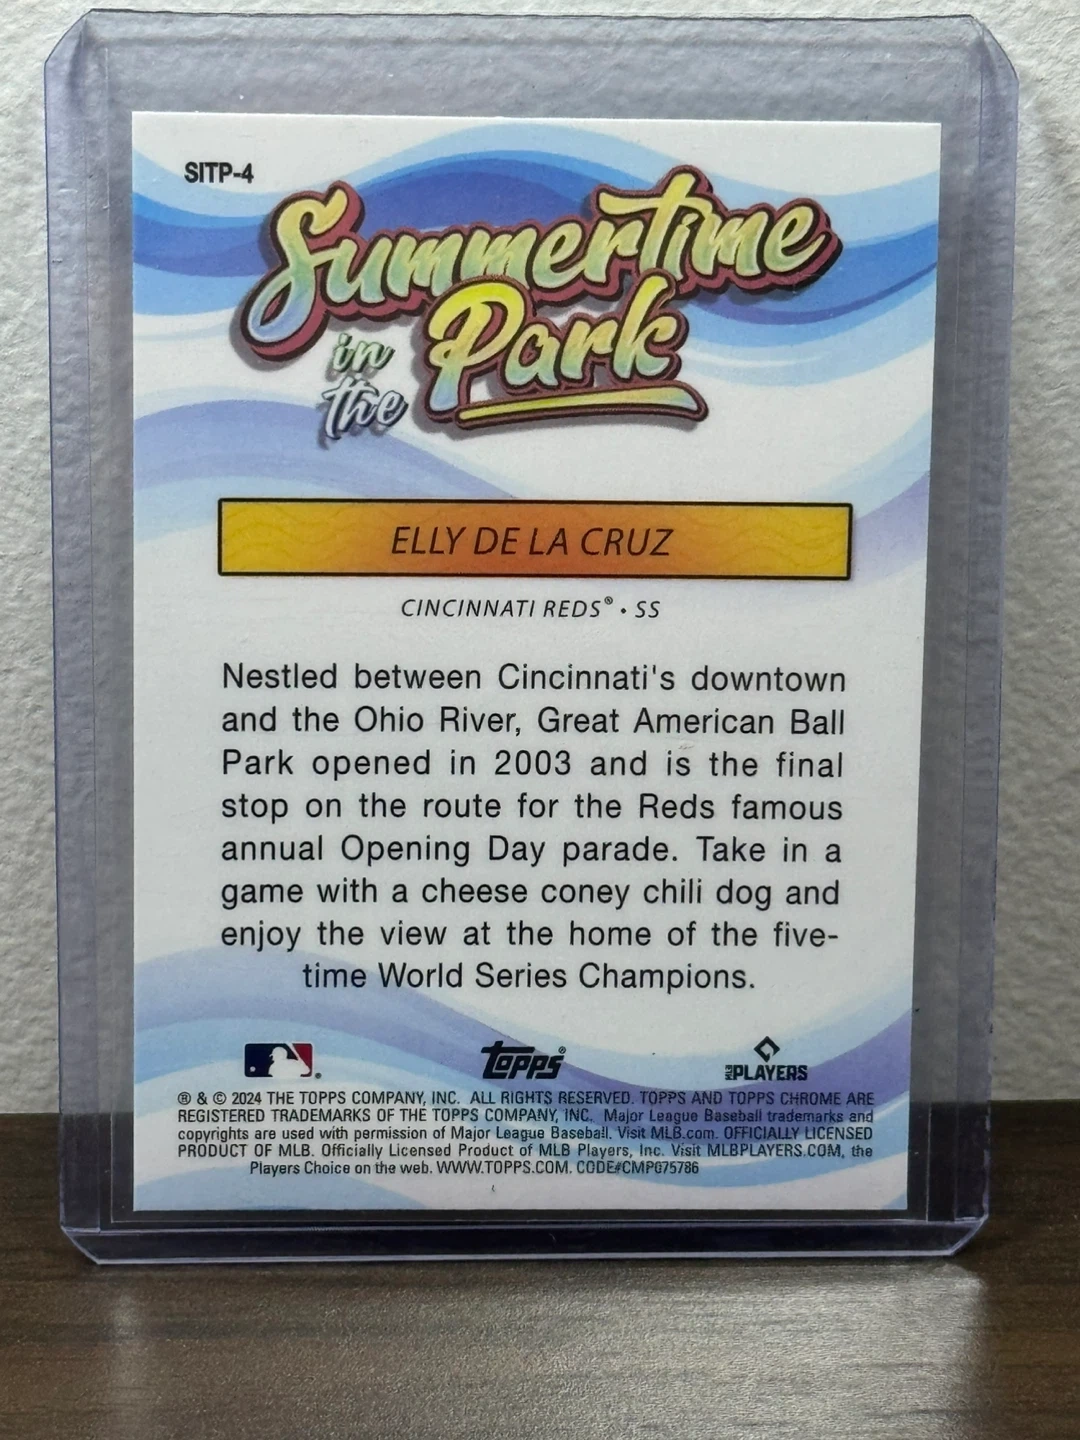 SITP-4
Summertime
in the Park
ELLY DE LA CRUZ
CINCINNATI REDS® • SS
Nestled between Cincinnati's downtown
and the Ohio River, Great American Ball
Park opened in 2003 and is the final
stop on the route for the Reds famous
annual Opening Day parade. Take in a
game with a cheese coney chili dog and
enjoy the view at the home of the five-
time World Series Champions.
topps®
MLB PLAYERS
® & © 2024 THE TOPPS COMPANY, INC. ALL RIGHTS RESERVED. TOPPS AND TOPPS CHROME ARE
REGISTERED TRADEMARKS OF THE TOPPS COMPANY, INC. Major League Baseball trademarks and
copyrights are used with permission of Major League Baseball. Visit MLB.com. OFFICIALLY LICENSED
PRODUCT OF MLB. Officially Licensed Product of MLB Players, Inc. Visit MLBPLAYERS.COM, the
Players Choice on the web. WWW.TOPPS.COM. CODE#CMP075786